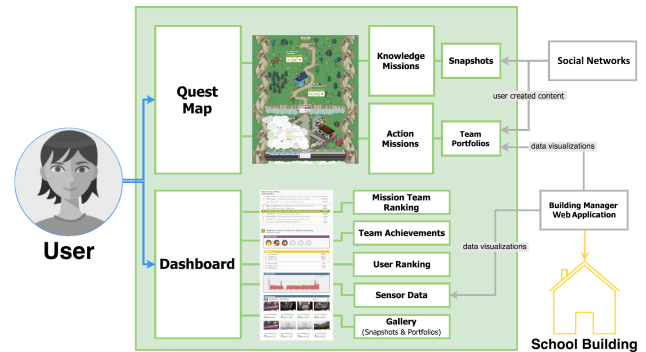 Quest
Map
Knowledge
Missions
Snapshots
Social Networks
user created content
Action
Missions
Team
Portfolios
data visualizations
User
Dashboard
Mission Team
Ranking
Team Achievements
User Ranking
Sensor Data
Gallery
(Snapshots & Portfolios)
data visualizations
Building Manager
Web Application
School Building